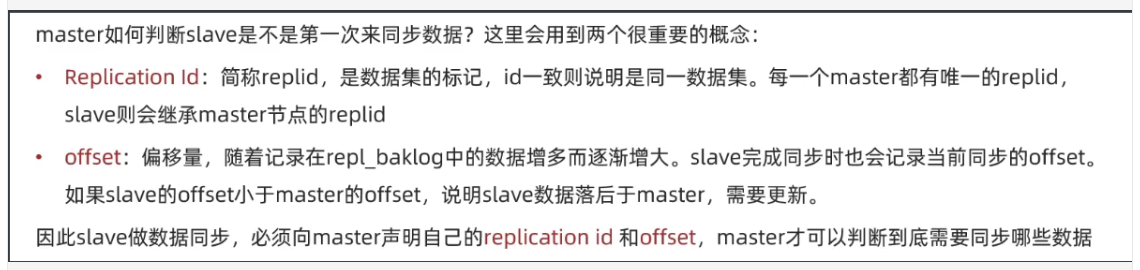 master如何判断slave是不是第一次来同步数据？这里会用到两个很重要的概念：
• Replication Id：简称replid，是数据集的标记，id一致则说明是同一数据集。每一个master都有唯一的replid，
slave则会继承master节点的replid
• offset：偏移量，随着记录在repl_baklog中的数据增多而逐渐增大。slave完成同步时也会记录当前同步的offset。
如果slave的offset小于master的offset，说明slave数据落后于master，需要更新。
因此slave做数据同步，必须向master声明自己的replication id 和offset，master才可以判断到底需要同步哪些数据